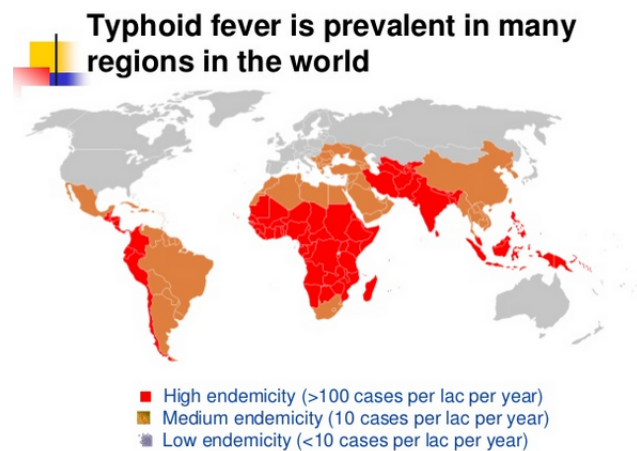 Typhoid fever is prevalent in many
regions in the world
High endemicity (>100 cases per lac per year)
Medium endemicity (10 cases per lac per year)
Low endemicity (<10 cases per lac per year)